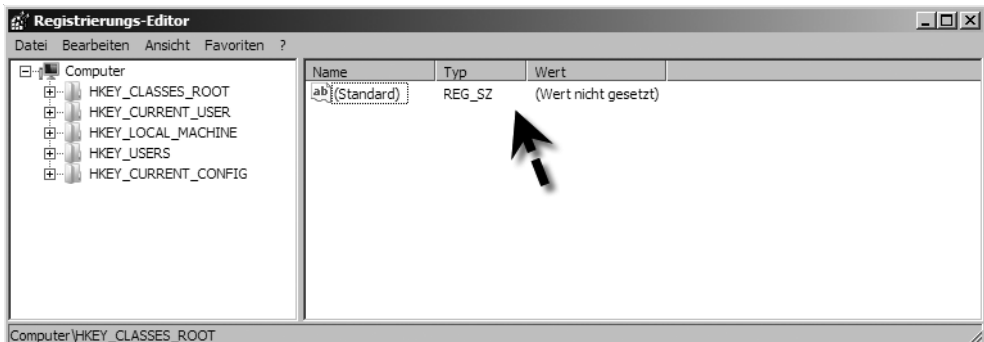 Registrierungs-Editor
Datei Bearbeiten Ansicht Favoriten ?
Computer
HKEY_CLASSES_ROOT
HKEY_CURRENT_USER
HKEY_LOCAL_MACHINE
HKEY_USERS
HKEY_CURRENT_CONFIG
Name Typ Wert
ab (Standard) REG_SZ (Wert nicht gesetzt)
Computer\HKEY_CLASSES_ROOT